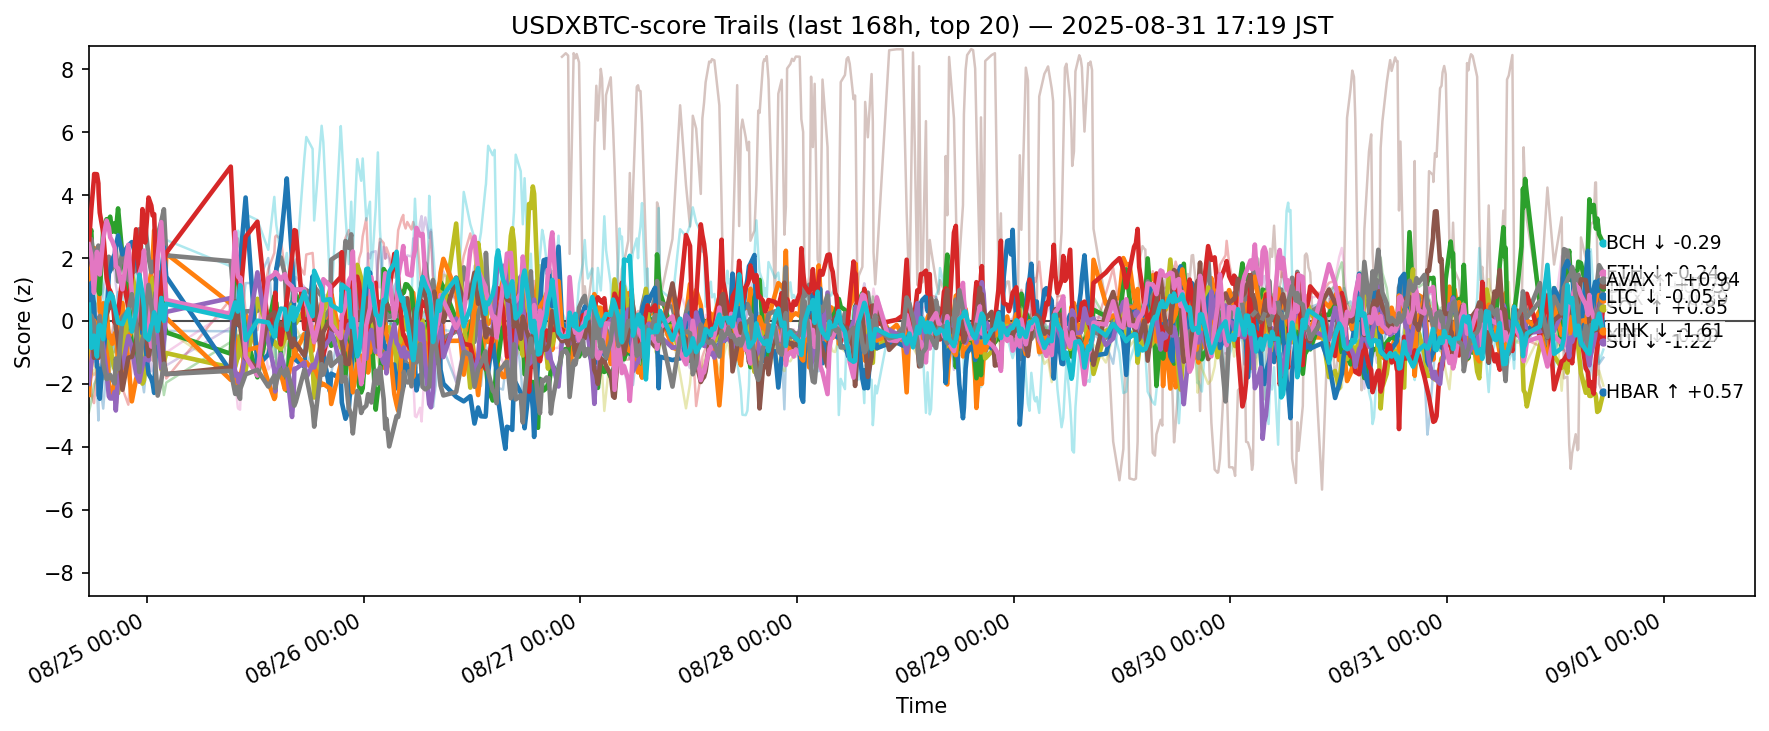 USDXBTC-score Trails (last 168h, top 20) — 2025-08-31 17:19 JST
Score (z)
8
6
4
2
0
−2
−4
−6
−8
BCH ↓ -0.29
ETH ↓ -0.24
AVAX ↑ +0.94
LTC ↓ -0.05
SOL ↑ +0.85
LINK ↓ -1.61
SUI ↓ -1.22
HBAR ↑ +0.57
08/25 00:00
08/26 00:00
08/27 00:00
08/28 00:00
08/29 00:00
08/30 00:00
08/31 00:00
09/01 00:00
Time